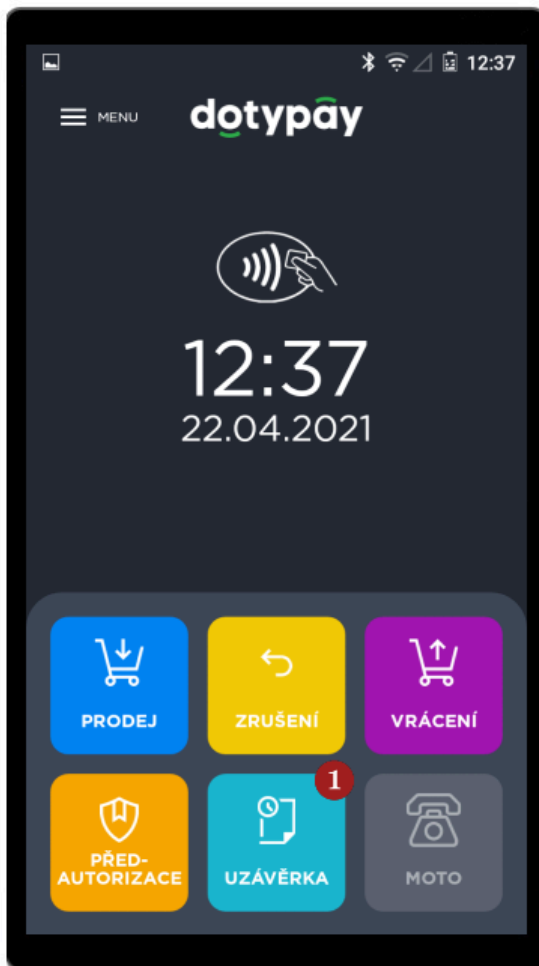 12:37
MENU
dotypay
12:37
22.04.2021
PRODEJ
ZRUŠENÍ
VRÁCENÍ
1
PŘED-
AUTORIZACE
UZÁVĚRKA
MOTO